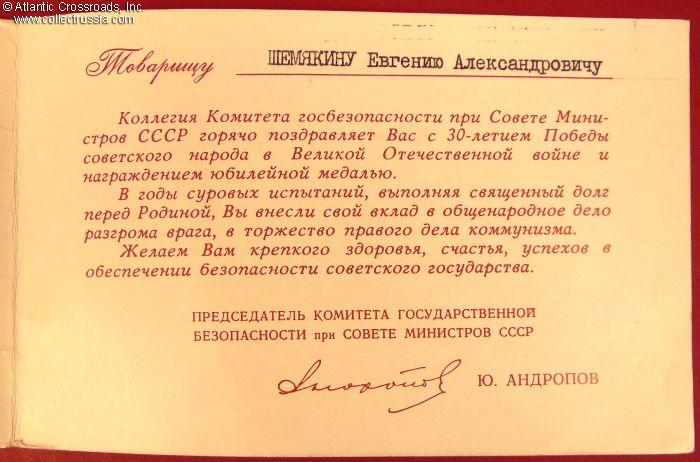 © Atlantic Crossroads, Inc.
www.collectrussia.com
Товарищу ШЕМЯКИНУ Евгению Александровичу
Коллегия Комитета госбезопасности при Совете Мини-
стров СССР горячо поздравляет Вас с 30-летием Победы
советского народа в Великой Отечественной войне и
награждением юбилейной медалью.
В годы суровых испытаний, выполняя священный долг
перед Родиной, Вы внесли свой вклад в общенародное дело
разгрома врага, в торжество правого дела коммунизма.
Желаем Вам крепкого здоровья, счастья, успехов в
обеспечении безопасности советского государства.
ПРЕДСЕДАТЕЛЬ КОМИТЕТА ГОСУДАРСТВЕННОЙ
БЕЗОПАСНОСТИ при СОВЕТЕ МИНИСТРОВ СССР
Ю. АНДРОПОВ